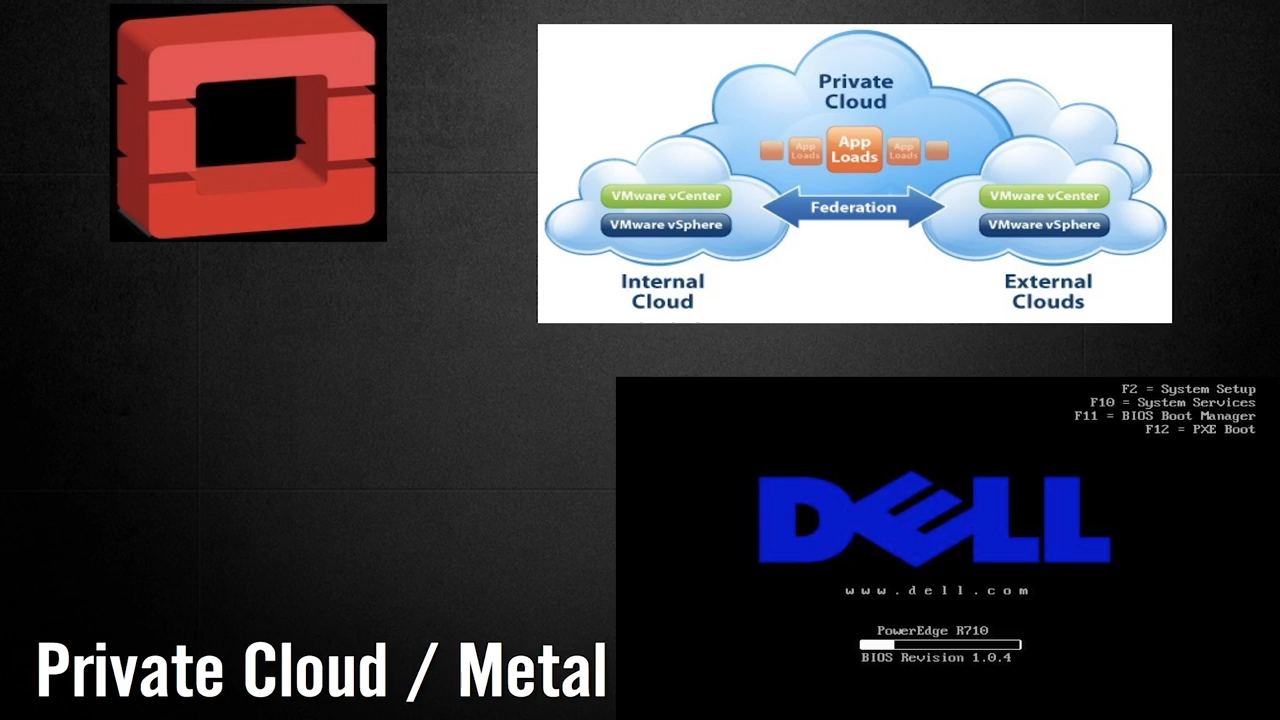 Private
Cloud
App
Loads
App
Loads
App
Loads
VMware vCenter
VMware vSphere
Federation
VMware vCenter
VMware vSphere
Internal
Cloud
External
Clouds
F2 = System Setup
F10 = System Services
F11 = BIOS Boot Manager
F12 = PXE Boot
DELL
www.dell.com
PowerEdge R710
BIOS Revision 1.0.4
Private Cloud / Metal